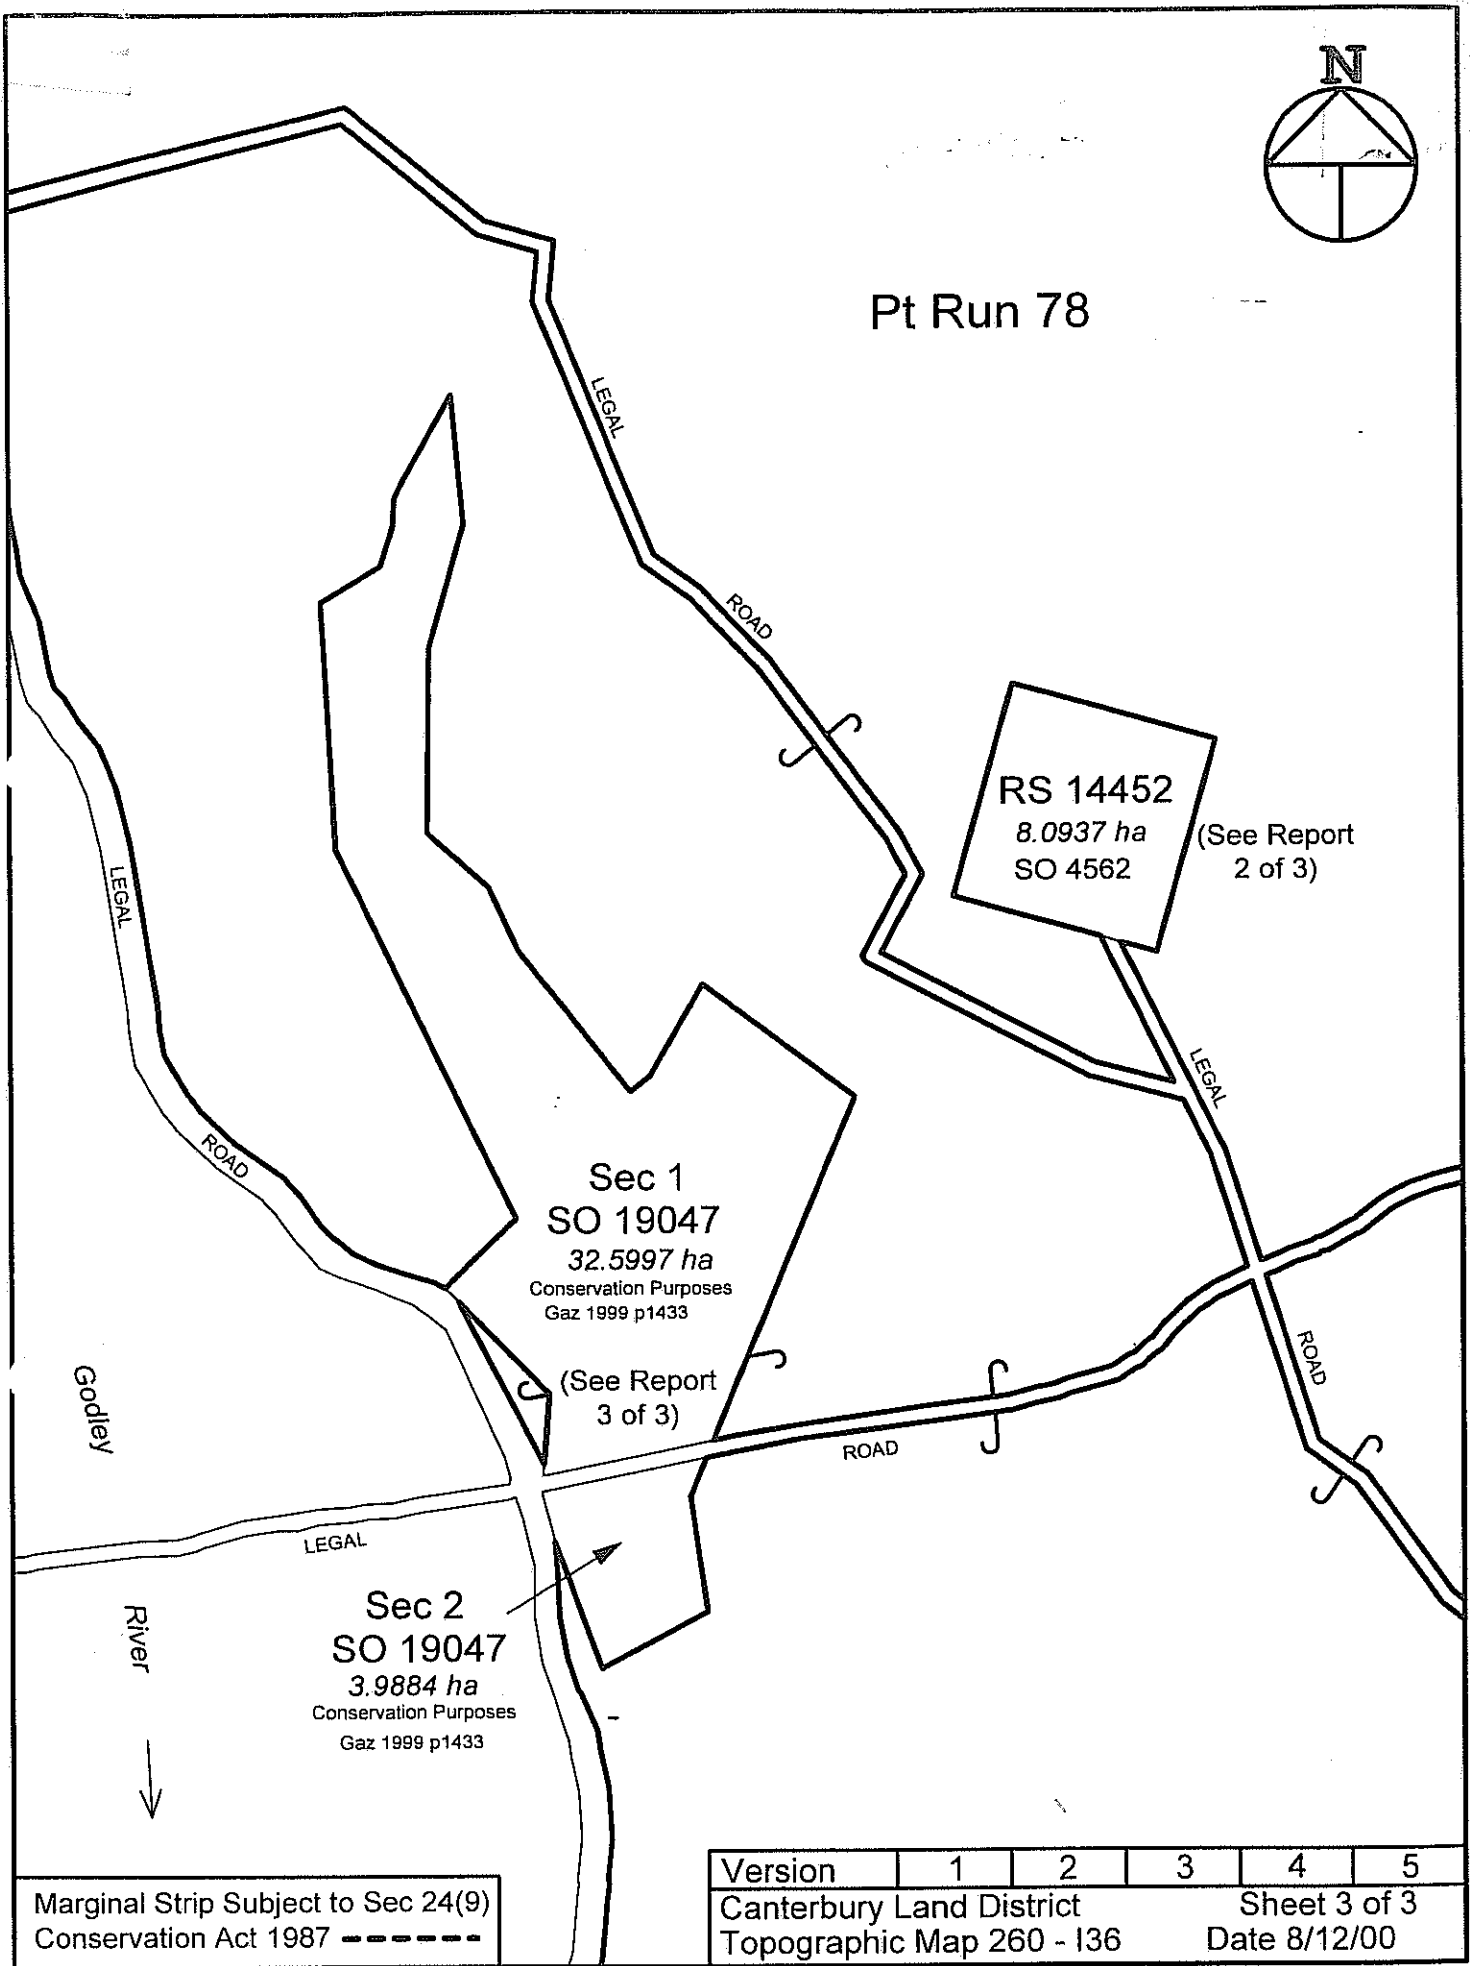 N
Pt Run 78
LEGAL
ROAD
RS 14452
8.0937 ha
SO 4562
(See Report
2 of 3)
LEGAL
ROAD
LEGAL
ROAD
Sec 1
SO 19047
32.5997 ha
Conservation Purposes
Gaz 1999 p1433
(See Report
3 of 3)
Godley
River
ROAD
LEGAL
Sec 2
SO 19047
3.9884 ha
Conservation Purposes
Gaz 1999 p1433
Marginal Strip Subject to Sec 24(9)
Conservation Act 1987
Version 1 2 3 4 5
Canterbury Land District Sheet 3 of 3
Topographic Map 260 - I36 Date 8/12/00